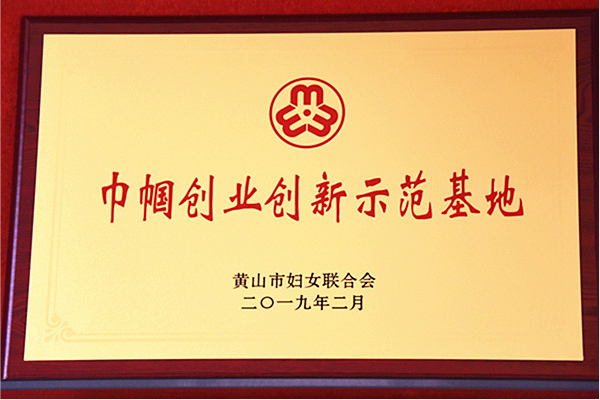 巾帼创业创新示范基地
黄山市妇女联合会
二〇一九年二月